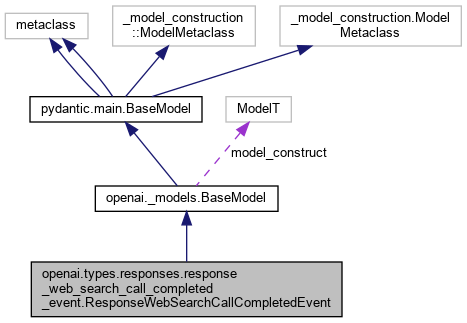 metaclass
_model_construction
::ModelMetaclass
_model_construction.Model
Metaclass
pydantic.main.BaseModel
ModelT
model_construct
openai._models.BaseModel
openai.types.responses.response
_web_search_call_completed
_event.ResponseWebSearchCallCompletedEvent